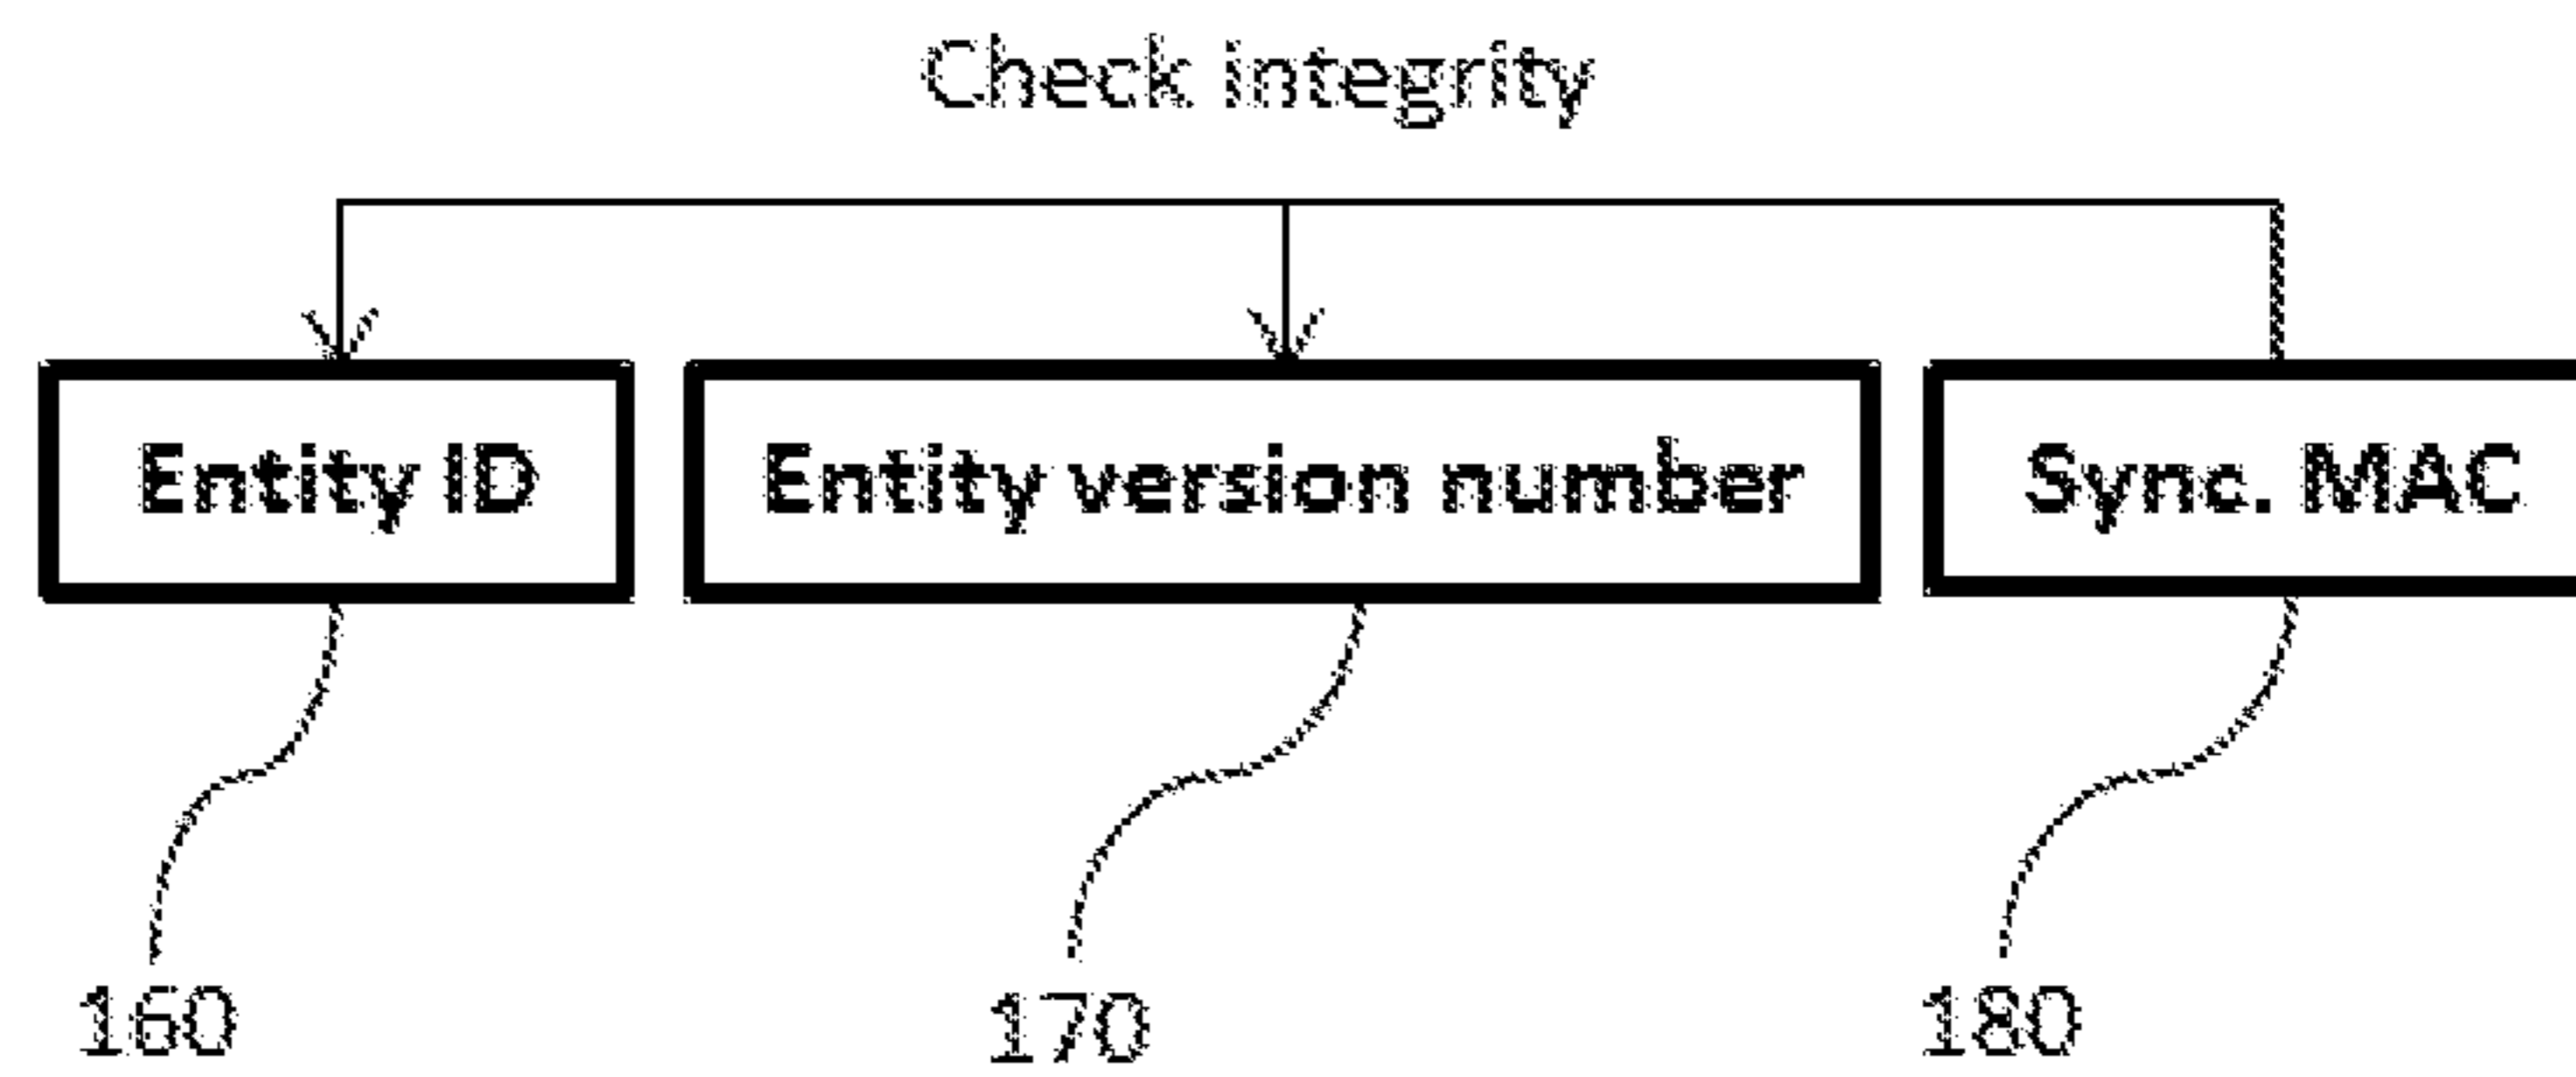 Check integrity
Entity ID
Entity version number
Sync. MAC
160
170
180